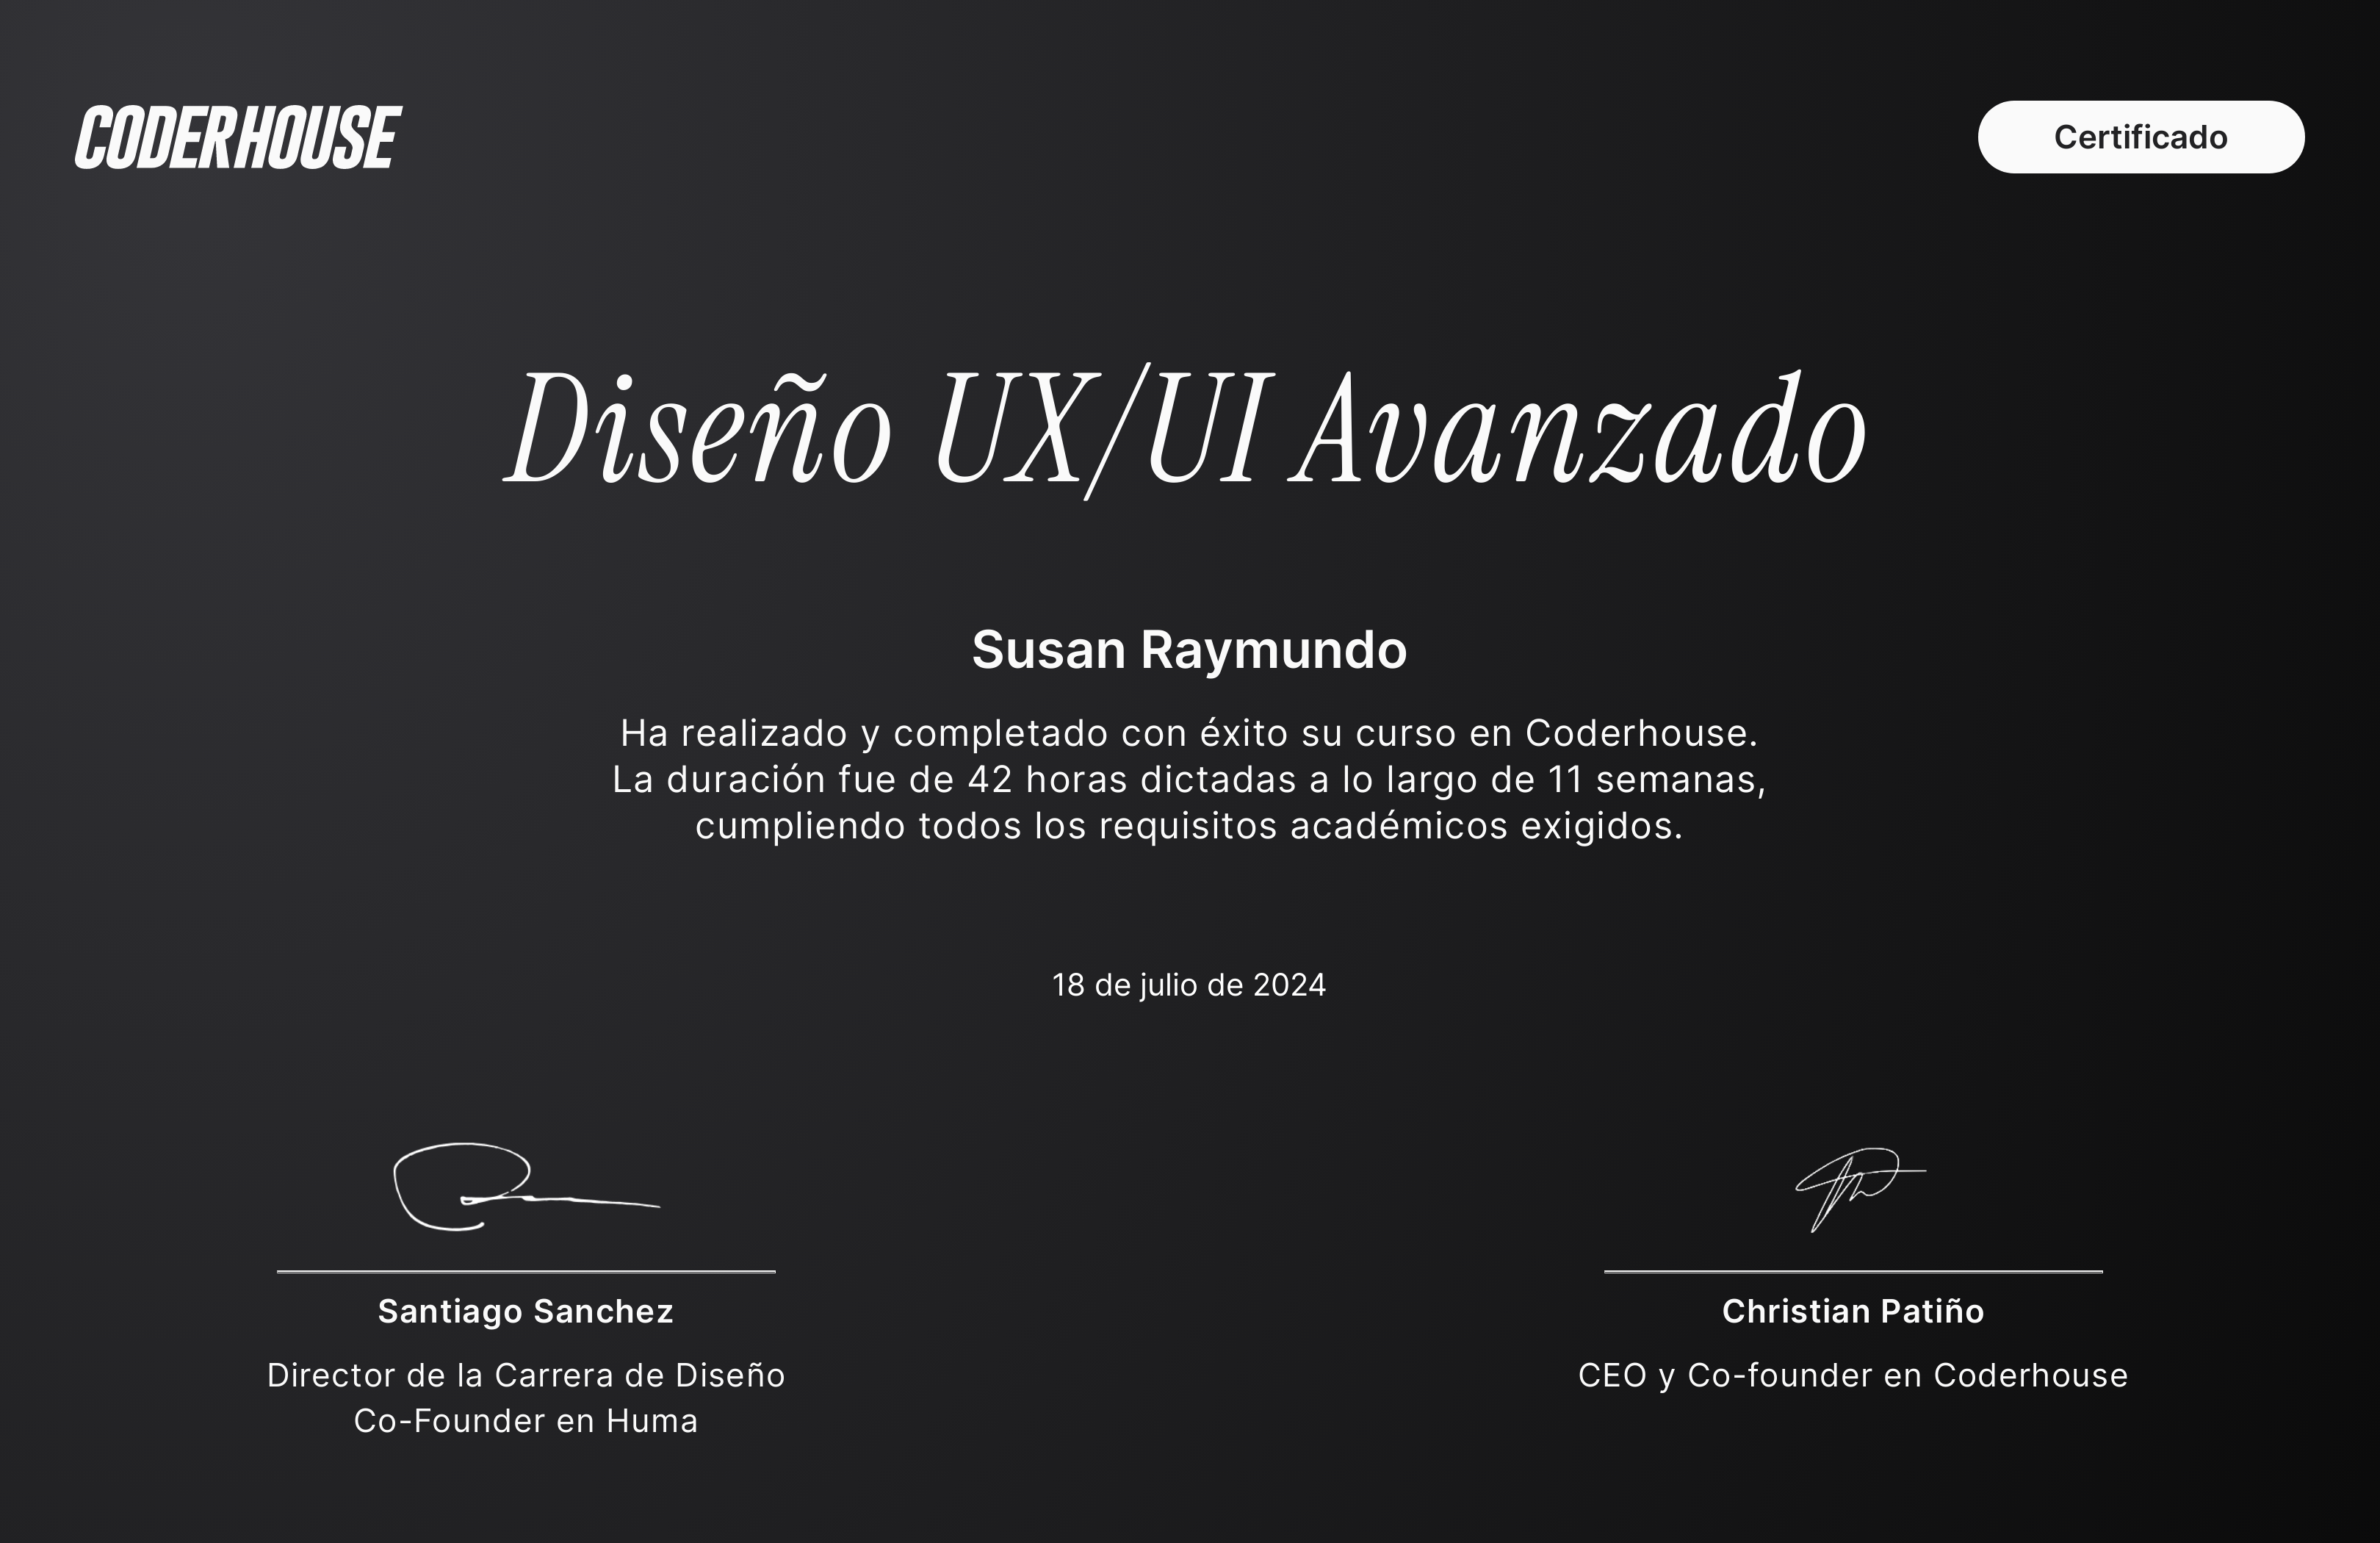 CODERHOUSE
Certificado
Diseño UX/UI Avanzado
Susan Raymundo
Ha realizado y completado con éxito su curso en Coderhouse.
La duración fue de 42 horas dictadas a lo largo de 11 semanas,
cumpliendo todos los requisitos académicos exigidos.
18 de julio de 2024
Santiago Sanchez
Director de la Carrera de Diseño
Co-Founder en Huma
Christian Patiño
CEO y Co-founder en Coderhouse